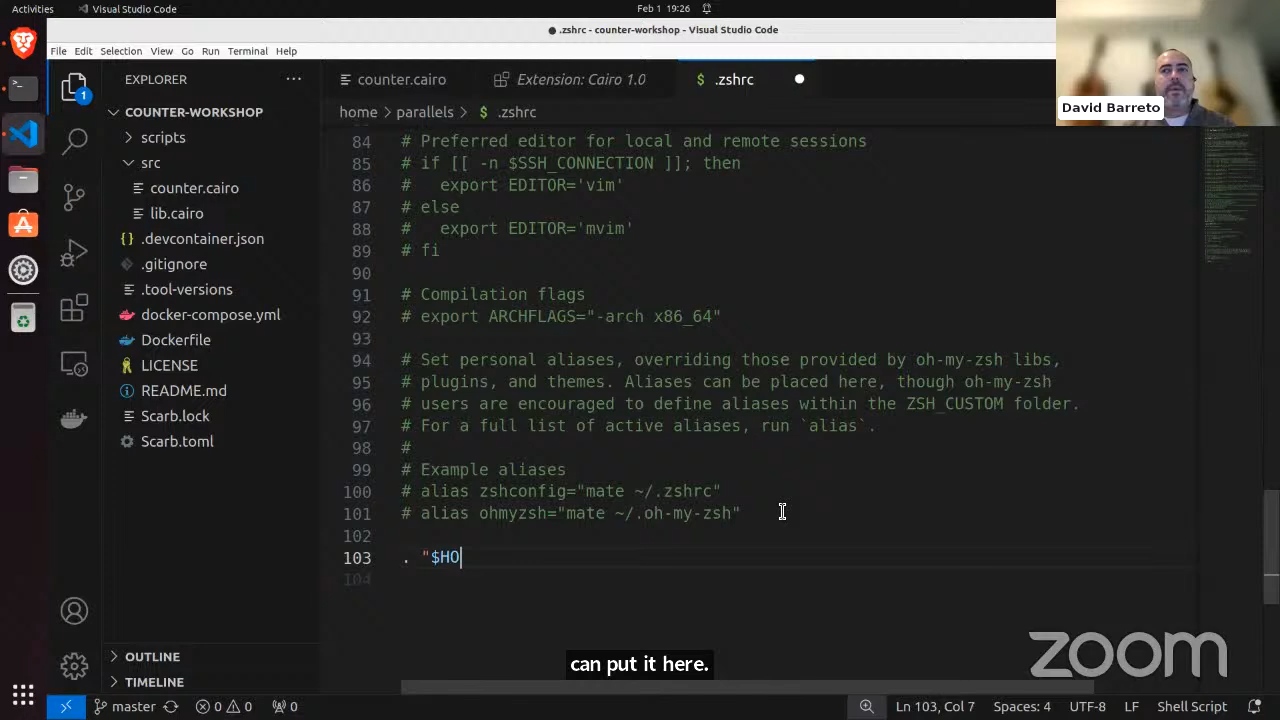 Activities
Visual Studio Code
Feb 1 19:26
.zshrc - counter-workshop - Visual Studio Code
File Edit Selection View Go Run Terminal Help
EXPLORER
counter.cairo
Extension: Cairo 1.0
$ .zshrc
David Barreto
1
COUNTER-WORKSHOP
scripts
src
counter.cairo
lib.cairo
.devcontainer.json
.gitignore
.tool-versions
docker-compose.yml
Dockerfile
LICENSE
README.md
Scarb.lock
Scarb.toml
OUTLINE
TIMELINE
home > parallels > $ .zshrc
84 # Preferred editor for local and remote sessions
85 # if [[ -n $SSH_CONNECTION ]]; then
86 #   export EDITOR='vim'
87 # else
88 #   export EDITOR='mvim'
89 # fi
90
91 # Compilation flags
92 # export ARCHFLAGS="-arch x86_64"
93
94 # Set personal aliases, overriding those provided by oh-my-zsh libs,
95 # plugins, and themes. Aliases can be placed here, though oh-my-zsh
96 # users are encouraged to define aliases within the ZSH_CUSTOM folder.
97 # For a full list of active aliases, run `alias`.
98 #
99 # Example aliases
100 # alias zshconfig="mate ~/.zshrc"
101 # alias ohmyzsh="mate ~/.oh-my-zsh"
102
103 . "$HO
104
can put it here.
zoom
master
0 0
0
Ln 103, Col 7
Spaces: 4
UTF-8
LF
Shell Script